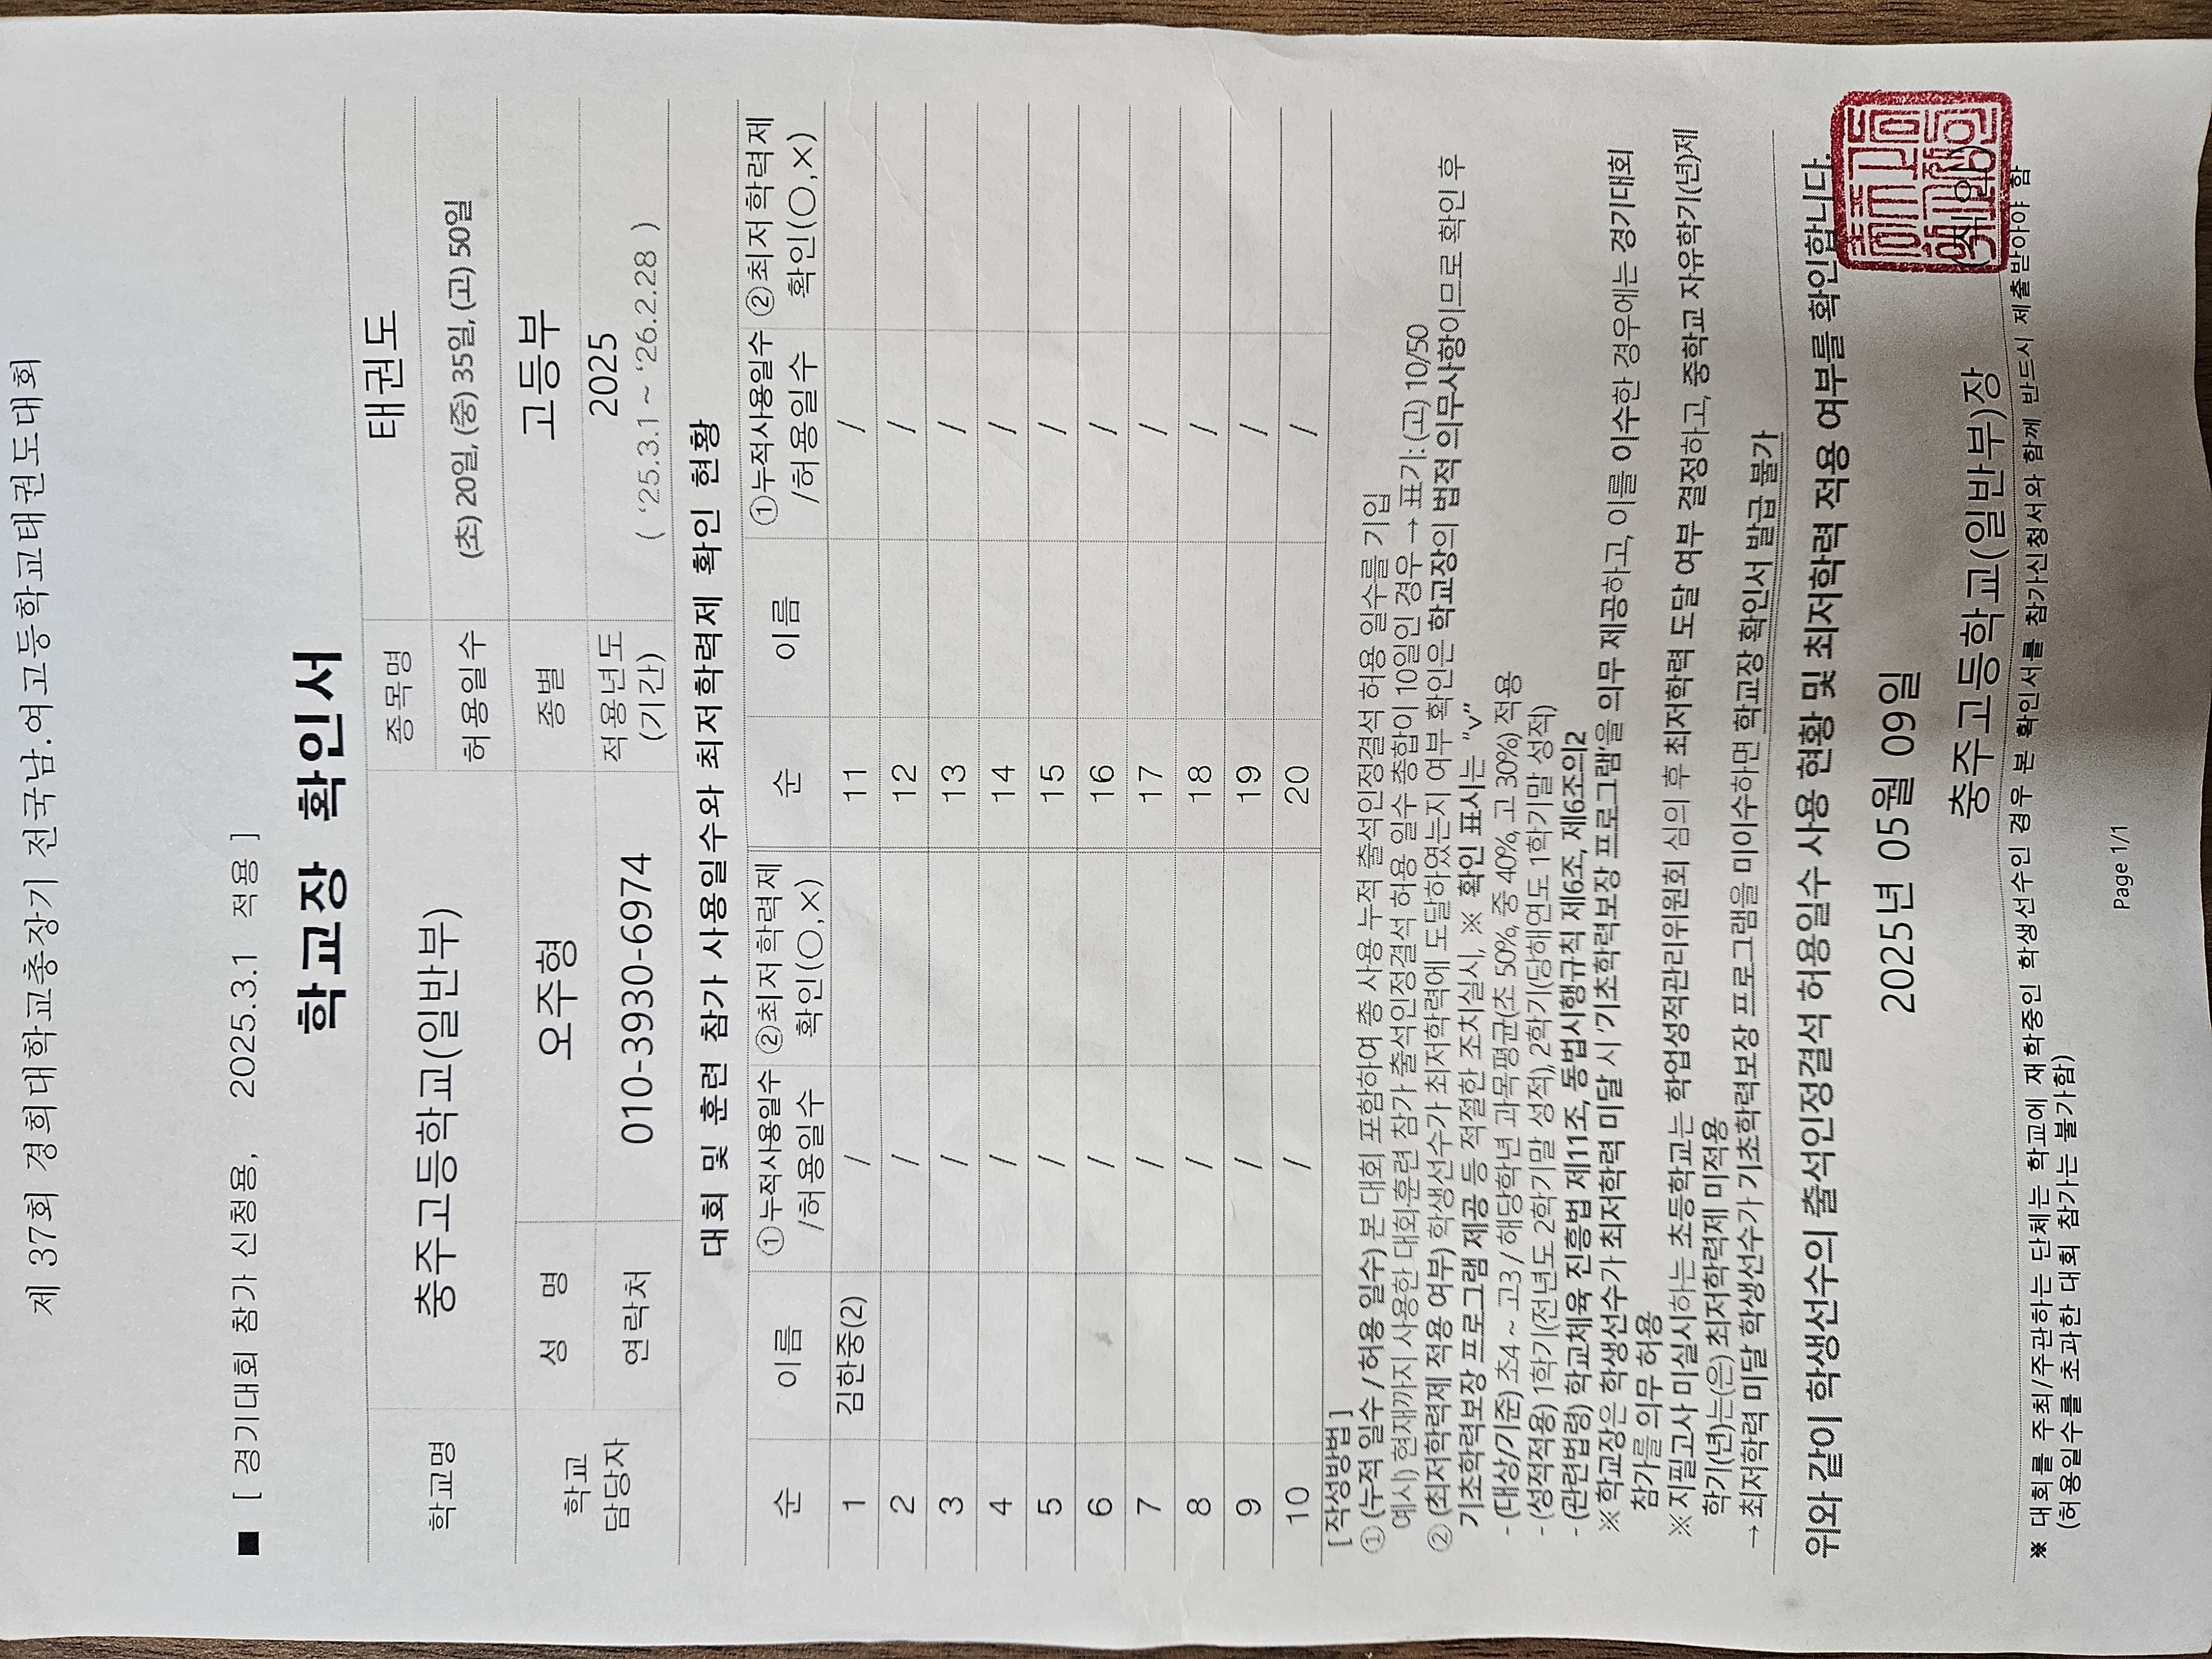 제 37회 경희대학교총장기 전국남.여고등학교태권도대회
■ [ 경기대회 참가 신청용, 2025.3.1 적용 ]
학교장 확인서
학교명 충주고등학교(일반부) 종목명 태권도
허용일수 (초) 20일, (중) 35일, (고) 50일
학교 담당자 성 명 오주형 종별 고등부
연락처 010-3930-6974 적용년도 (기간) 2025 ( '25.3.1 ~ '26.2.28 )
대회 및 훈련 참가 사용일수와 최저학력제 확인 현황
순 이름 ①누적사용일수 /허용일수 ②최저학력제 확인(○,×) 순 이름 ①누적사용일수 /허용일수 ②최저학력제 확인(○,×)
1 김한중(2) / 11 /
2 / 12 /
3 / 13 /
4 / 14 /
5 / 15 /
6 / 16 /
7 / 17 /
8 / 18 /
9 / 19 /
10 / 20 /
[ 작성방법 ]
① (누적 일수 / 허용 일수) 본 대회 포함하여 총 사용 누적 출석인정결석 허용 일수를 기입
예시) 현재까지 사용한 대회·훈련 참가 출석인정결석 허용 일수 총합이 10일인 경우 → 표기: (고) 10/50
② (최저학력제 적용 여부) 학생선수가 최저학력에 도달하였는지 여부 확인은 학교장의 법적 의무사항이므로 확인 후
기초학력보장 프로그램 제공 등 적절한 조치실시, ※ 확인 표시는 "v"
- (대상/기준) 초4 ~ 고3 / 해당학년 과목평균(초 50%, 중 40%, 고 30%) 적용
- (성적적용) 1학기(전년도 2학기말 성적), 2학기(당해연도 1학기말 성적)
- (관련법령) 학교체육 진흥법 제11조, 동법시행규칙 제6조, 제6조의2
※ 학교장은 학생선수가 최저학력 미달 시 '기초학력보장 프로그램'을 의무 제공하고, 이를 이수한 경우에는 경기대회
참가를 의무 허용
※ 지필고사 미실시하는 초등학교는 학업성적관리위원회 심의 후 최저학력 도달 여부 결정하고, 중학교 자유학기(년)제
학기(년)는(은) 최저학력제 미적용
→ 최저학력 미달 학생선수가 기초학력보장 프로그램을 미이수하면 학교장 확인서 발급 불가
위와 같이 학생선수의 출석인정결석 허용일수 사용 현황 및 최저학력 적용 여부를 확인합니다.
2025년 05월 09일
충주고등학교(일반부)장 (직인)
※ 대회를 주최/주관하는 단체는 학교에 재학중인 학생선수인 경우 본 확인서를 참가신청서와 함께 반드시 제출받아야 함
(허용일수를 초과한 대회 참가는 불가함)
Page 1/1